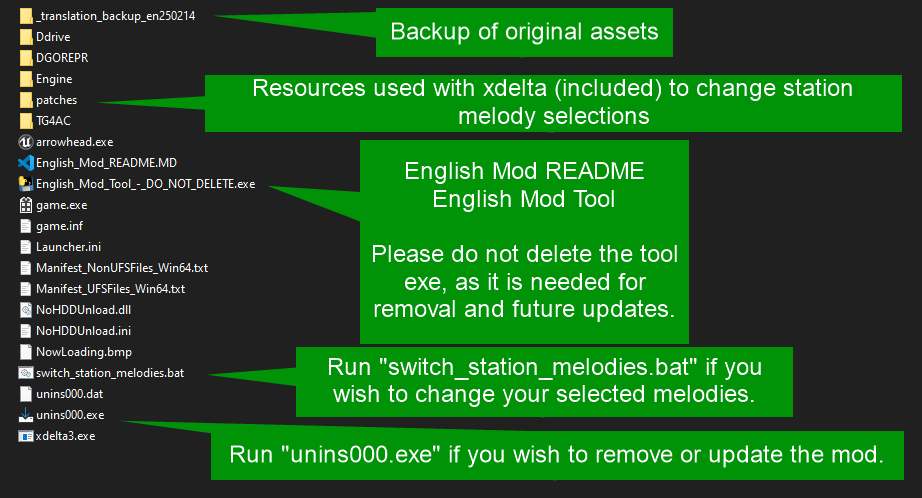 _translation_backup_en250214
Backup of original assets
Ddrive
DGOREPR
Engine
Resources used with xdelta (included) to change station
melody selections
patches
TG4AC
arrowhead.exe
English_Mod_README.MD
English_Mod_Tool_-_DO_NOT_DELETE.exe
English Mod README
English Mod Tool
Please do not delete the tool
exe, as it is needed for
removal and future updates.
game.exe
game.inf
Launcher.ini
Manifest_NonUFSFiles_Win64.txt
Manifest_UFSFiles_Win64.txt
NoHDDUnload.dll
NoHDDUnload.ini
NowLoading.bmp
switch_station_melodies.bat
Run "switch_station_melodies.bat" if you
wish to change your selected melodies.
unins000.dat
unins000.exe
Run "unins000.exe" if you wish to remove or update the mod.
xdelta3.exe